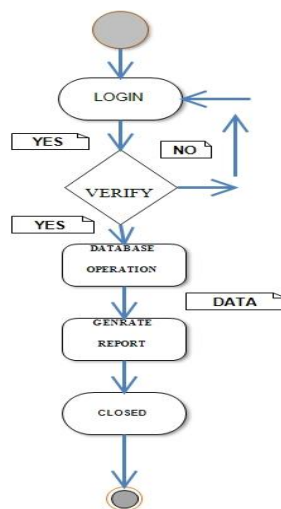 LOGIN
YES
NO
VERIFY
YES
DATABASE
OPERATION
DATA
GENRATE
REPORT
CLOSED